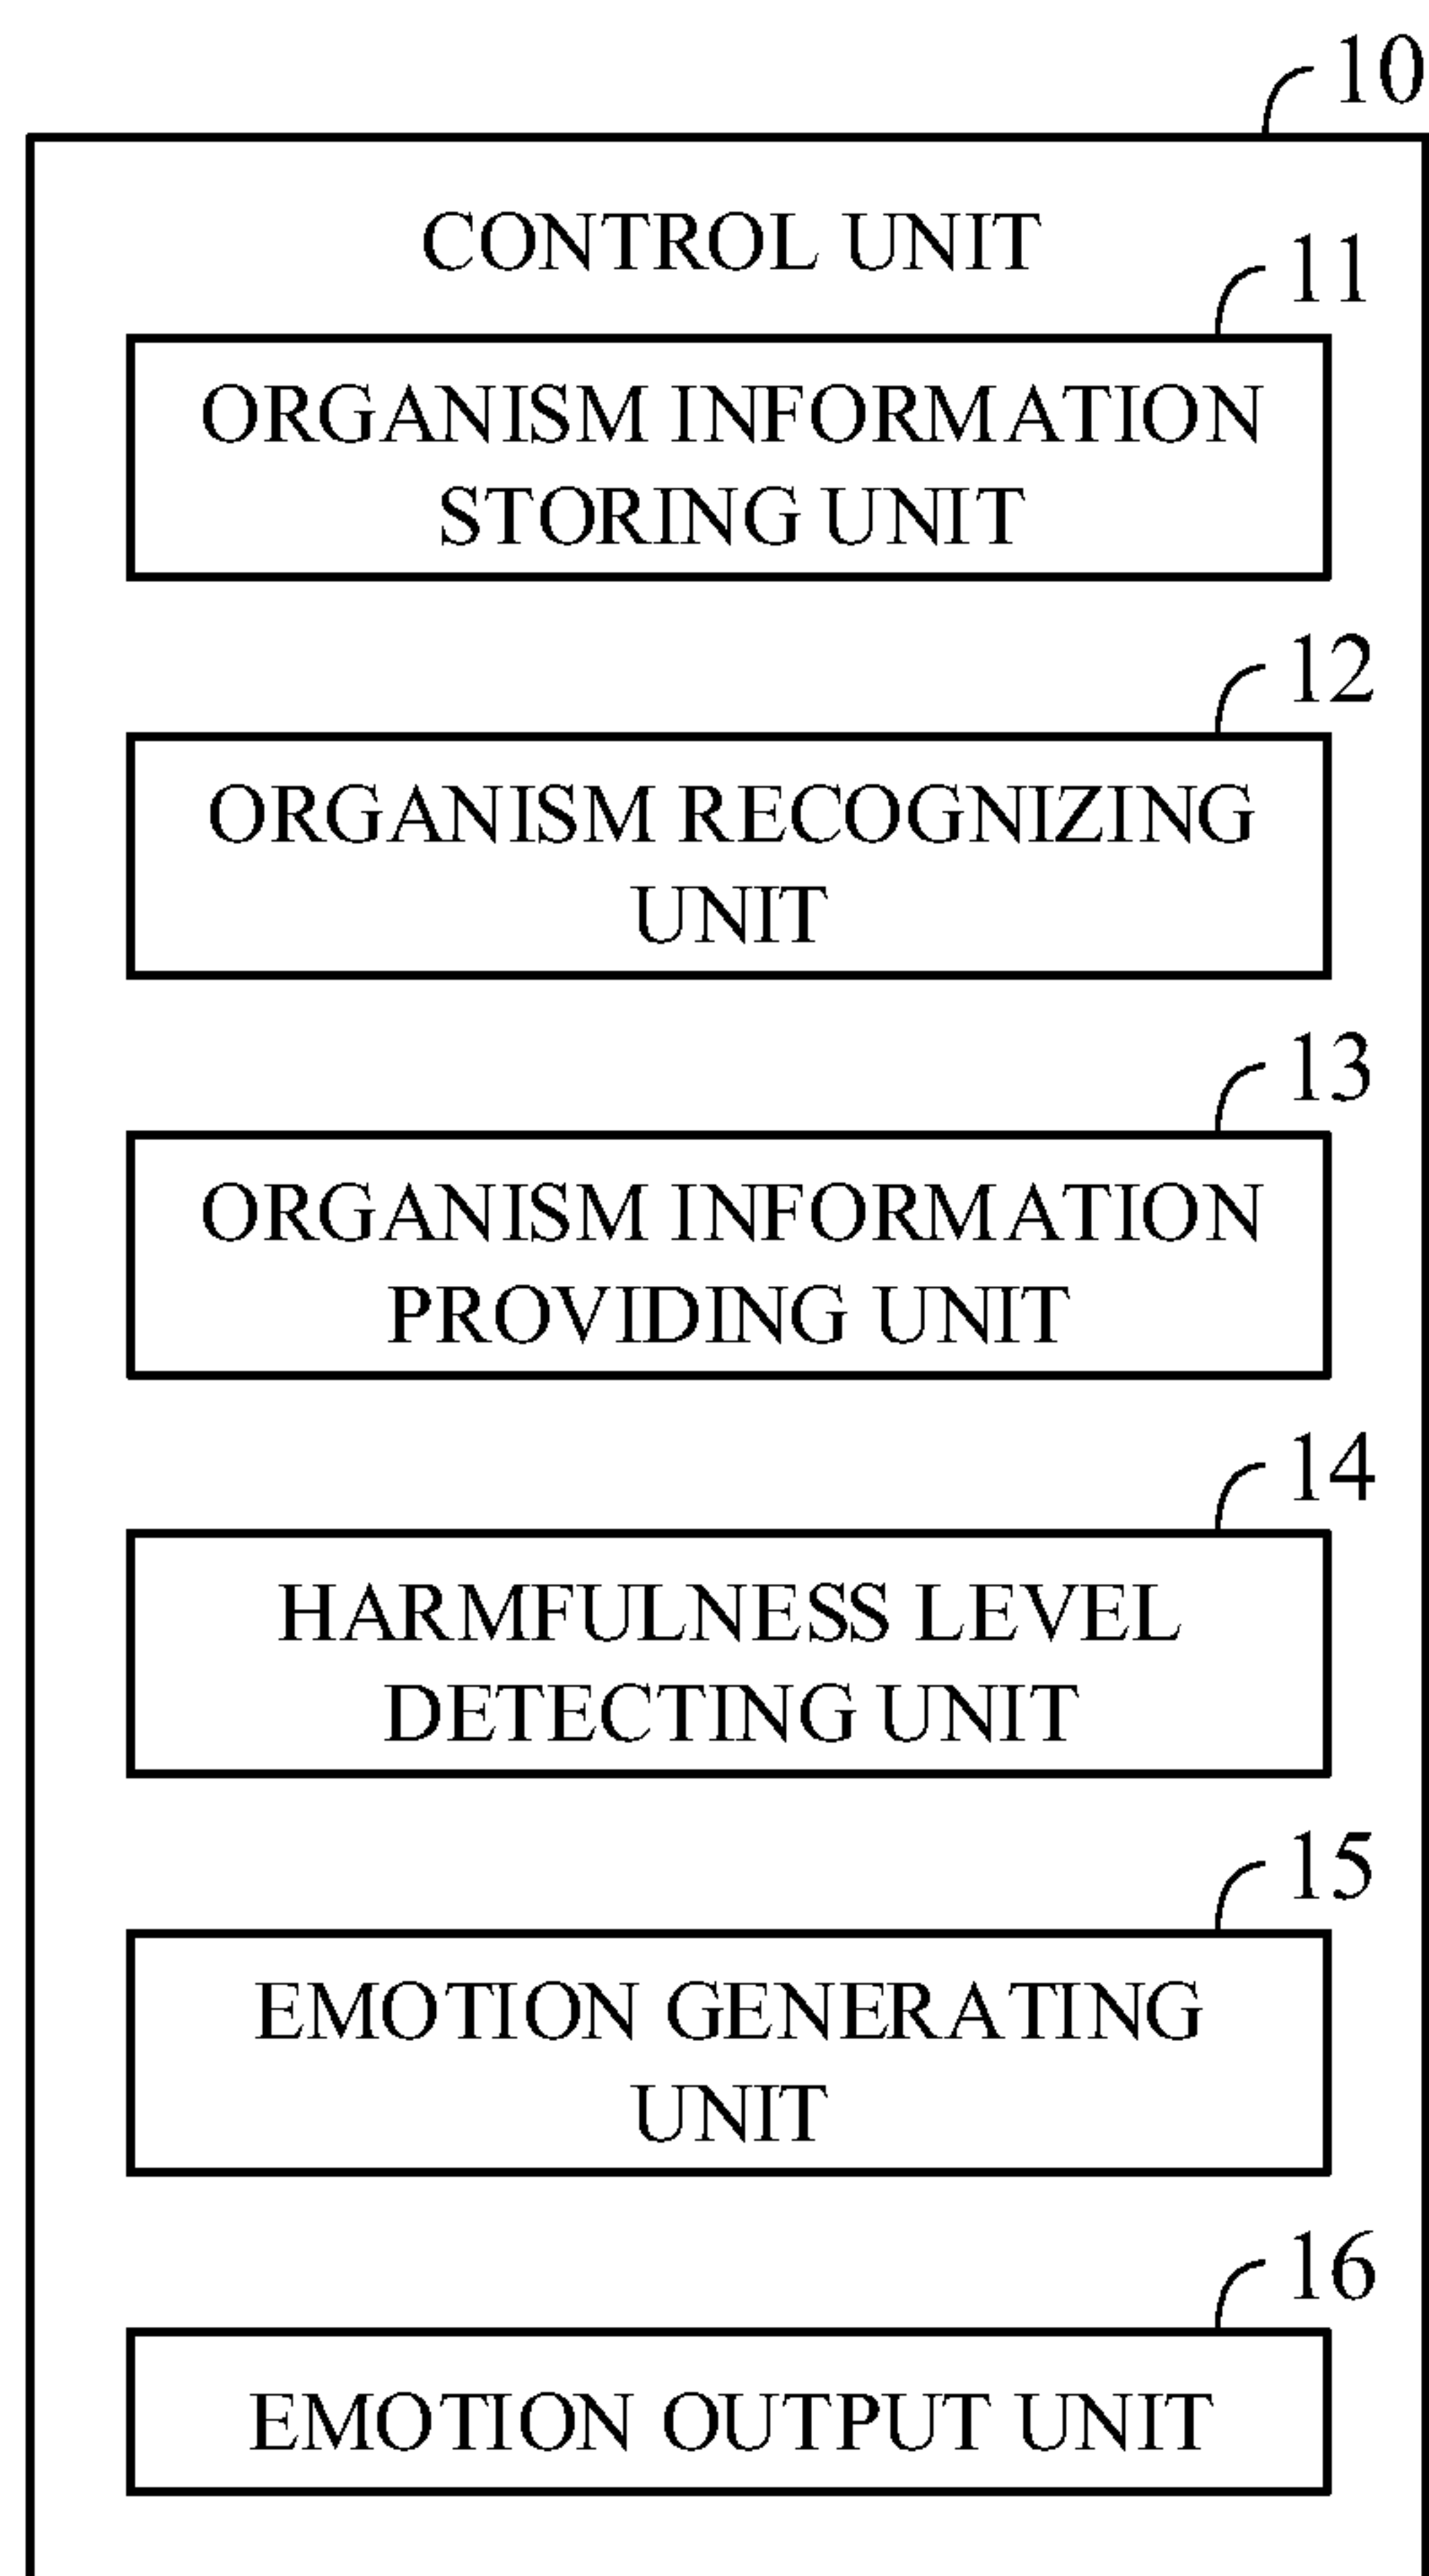 10
CONTROL UNIT
11
ORGANISM INFORMATION
STORING UNIT
12
ORGANISM RECOGNIZING
UNIT
13
ORGANISM INFORMATION
PROVIDING UNIT
14
HARMFULNESS LEVEL
DETECTING UNIT
15
EMOTION GENERATING
UNIT
16
EMOTION OUTPUT UNIT